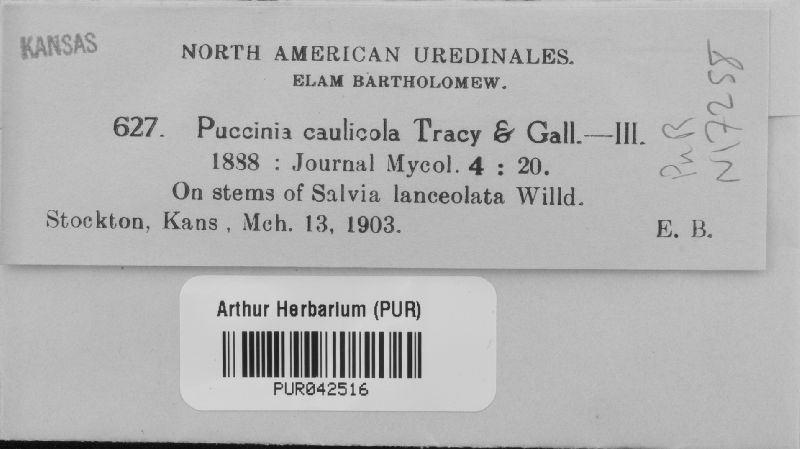 KANSAS
NORTH AMERICAN UREDINALES.
ELAM BARTHOLOMEW.
627. Puccinia caulicola Tracy & Gall.—III.
1888 : Journal Mycol. 4 : 20.
On stems of Salvia lanceolata Willd.
Stockton, Kans , Mch. 13, 1903.
E. B.
PUR
N17258
Arthur Herbarium (PUR)
PUR042516